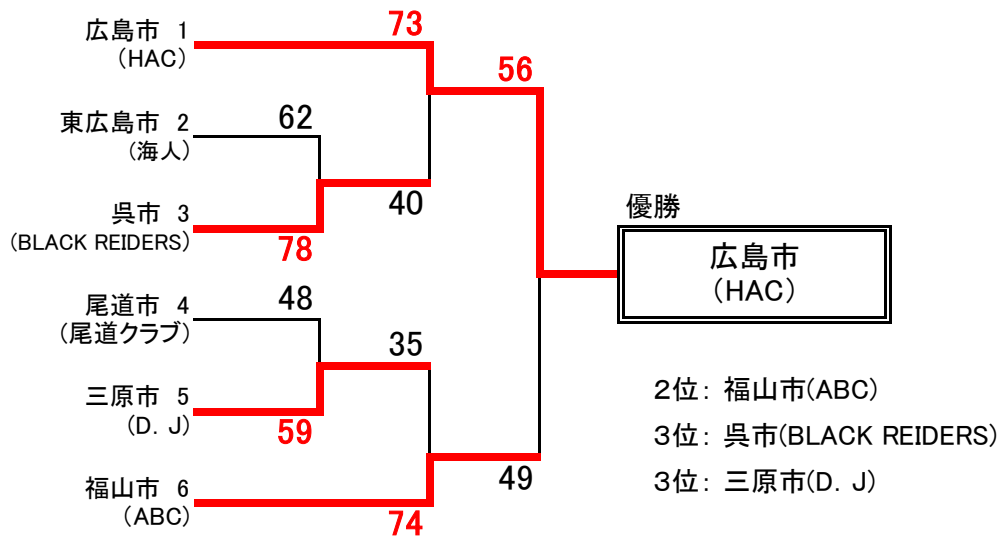 広島市 1
(HAC)
73
56
東広島市 2
(海人)
62
呉市 3
(BLACK REIDERS)
78
40
尾道市 4
(尾道クラブ)
48
35
三原市 5
(D. J)
59
福山市 6
(ABC)
74
49
優勝
広島市
(HAC)
2位: 福山市(ABC)
3位: 呉市(BLACK REIDERS)
3位: 三原市(D. J)